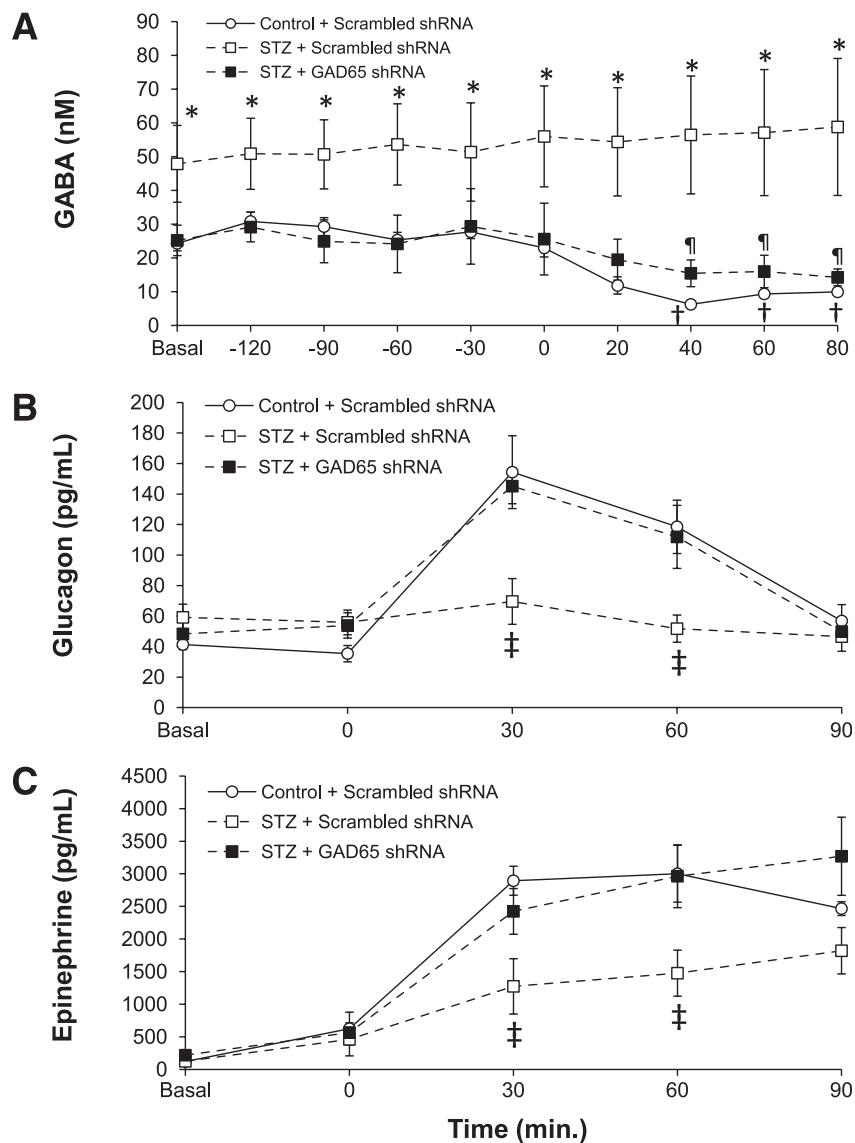 A
Control + Scrambled shRNA
STZ + Scrambled shRNA
STZ + GAD65 shRNA
GABA (nM)
90
80
70
60
50
40
30
20
10
0
* * * * * * * * * *
¶ ¶ ¶
† † †
Basal -120 -90 -60 -30 0 20 40 60 80
B
Control + Scrambled shRNA
STZ + Scrambled shRNA
STZ + GAD65 shRNA
Glucagon (pg/mL)
200
180
160
140
120
100
80
60
40
20
0
‡ ‡
Basal 0 30 60 90
C
Control + Scrambled shRNA
STZ + Scrambled shRNA
STZ + GAD65 shRNA
Epinephrine (pg/mL)
4500
4000
3500
3000
2500
2000
1500
1000
500
0
‡ ‡
Basal 0 30 60 90
Time (min.)